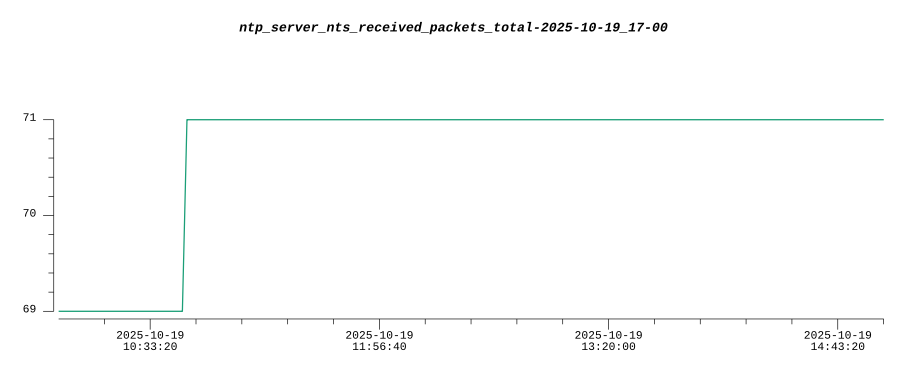 ntp_server_nts_received_packets_total-2025-10-19_17-00
71
70
69
2025-10-19 2025-10-19 2025-10-19 2025-10-19
10:33:20 11:56:40 13:20:00 14:43:20